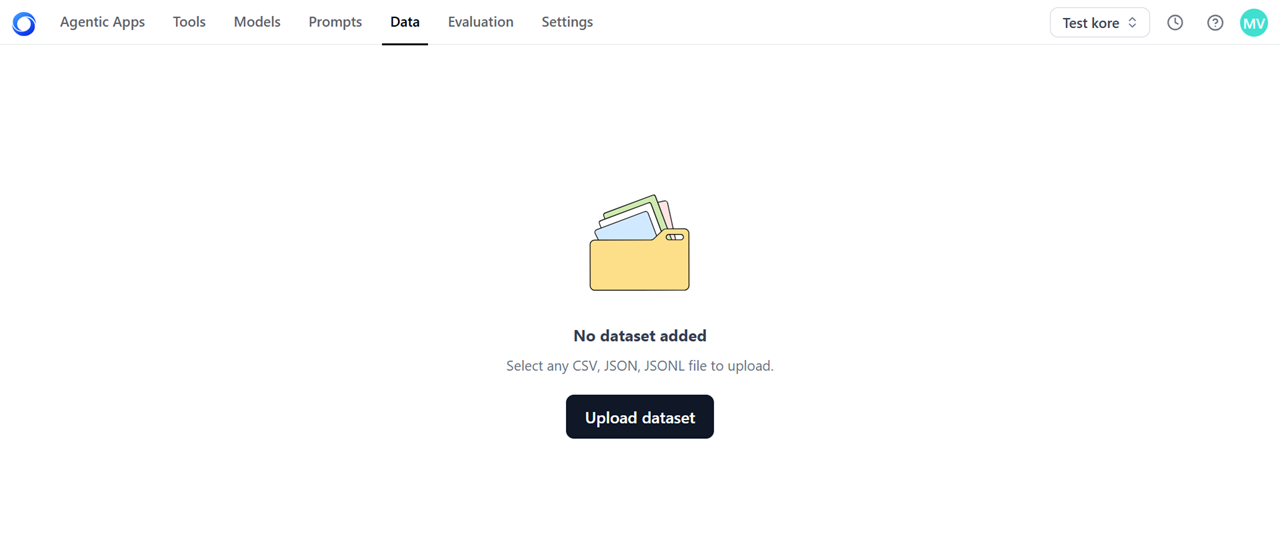 Agentic Apps Tools Models Prompts Data Evaluation Settings Test kore MV
No dataset added
Select any CSV, JSON, JSONL file to upload.
Upload dataset